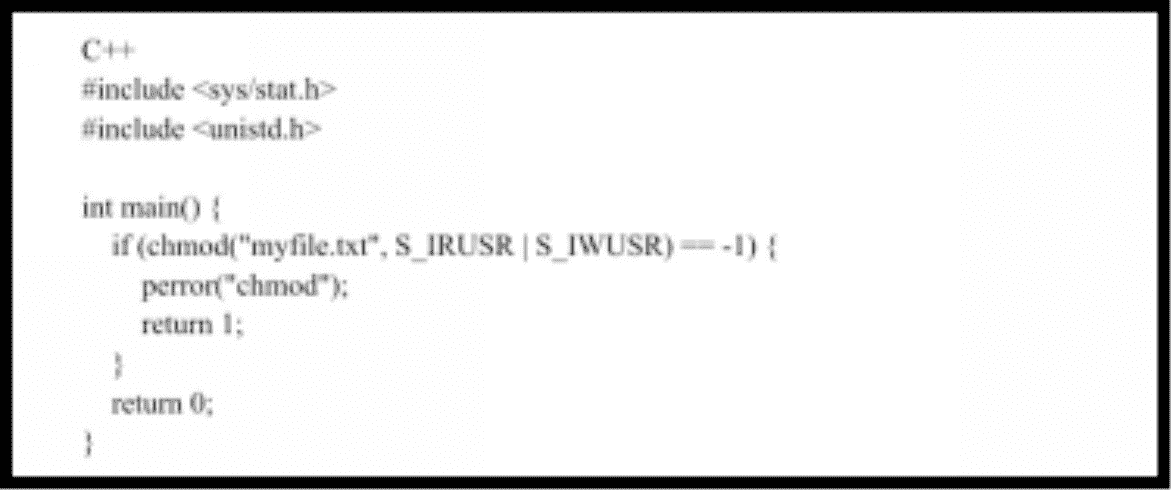 C++
#include <sys/stat.h>
#include <unistd.h>
int main() {
if (chmod("myfile.txt", S_IRUSR | S_IWUSR) == -1) {
perror("chmod");
return 1;
}
return 0;
}